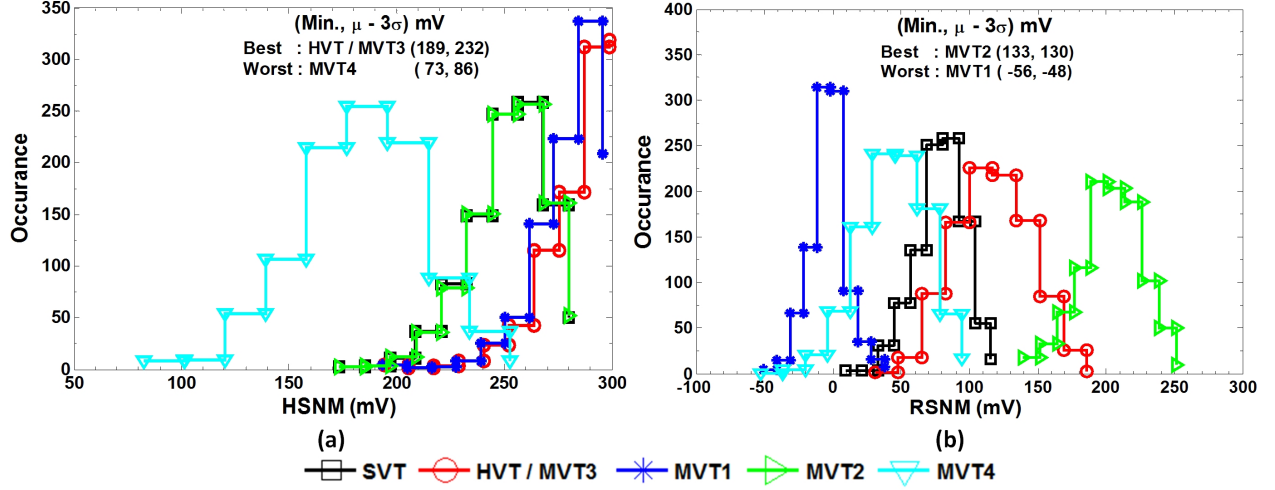 (Min., μ - 3σ) mV
Best : HVT / MVT3 (189, 232)
Worst : MVT4 ( 73, 86)
Occurance
350
300
250
200
150
100
50
0
50 100 150 200 250 300
HSNM (mV)
(a)
(Min., μ - 3σ) mV
Best : MVT2 (133, 130)
Worst : MVT1 ( -56, -48)
Occurance
400
350
300
250
200
150
100
50
0
-100 -50 0 50 100 150 200 250 300
RSNM (mV)
(b)
SVT HVT / MVT3 MVT1 MVT2 MVT4